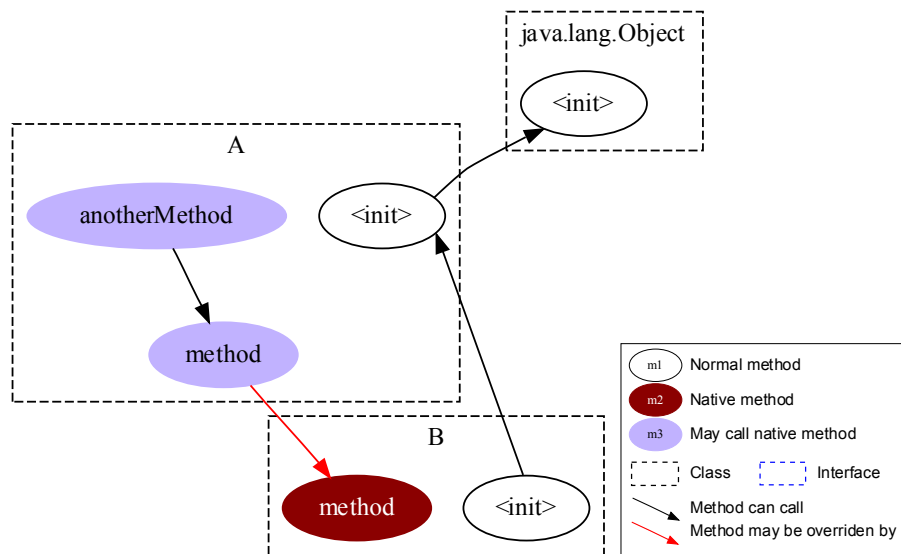 java.lang.Object
<init>
A
anotherMethod
<init>
method
B
method
<init>
m1 Normal method
m2 Native method
m3 May call native method
Class Interface
Method can call
Method may be overriden by